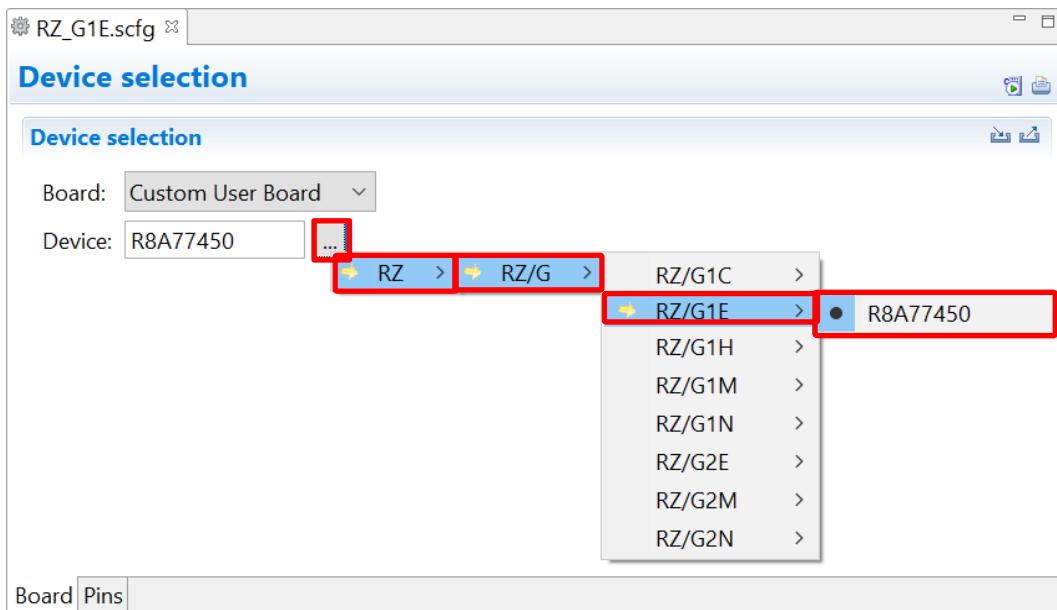 RZ_G1E.scfg
Device selection
Device selection
Board: Custom User Board
Device: R8A77450 ...
RZ > RZ/G > RZ/G1C >
RZ/G1E > R8A77450
RZ/G1H >
RZ/G1M >
RZ/G1N >
RZ/G2E >
RZ/G2M >
RZ/G2N >
Board Pins